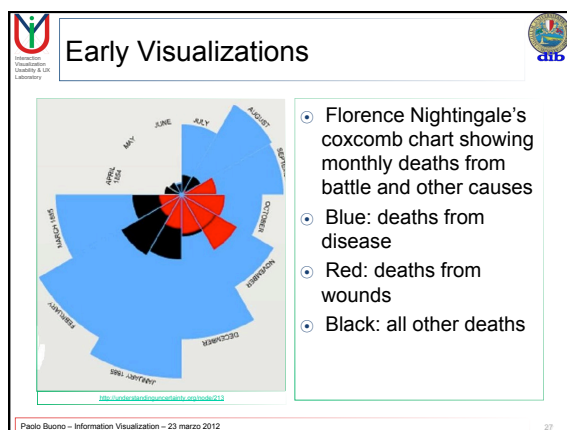 Interaction
Visualization
Usability & UX
Laboratory
Early Visualizations
dib
JULY
AUGUST
SEPTE
JUNE
MAY
APRIL
1854
OCTOBER
NOVEMBER
DECEMBER
JANUARY 1885
FEBRUARY
MARCH 1885
http://understandinguncertainty.org/node/213
Florence Nightingale’s
coxcomb chart showing
monthly deaths from
battle and other causes
Blue: deaths from
disease
Red: deaths from
wounds
Black: all other deaths
Paolo Buono – Information Visualization – 23 marzo 2012
27